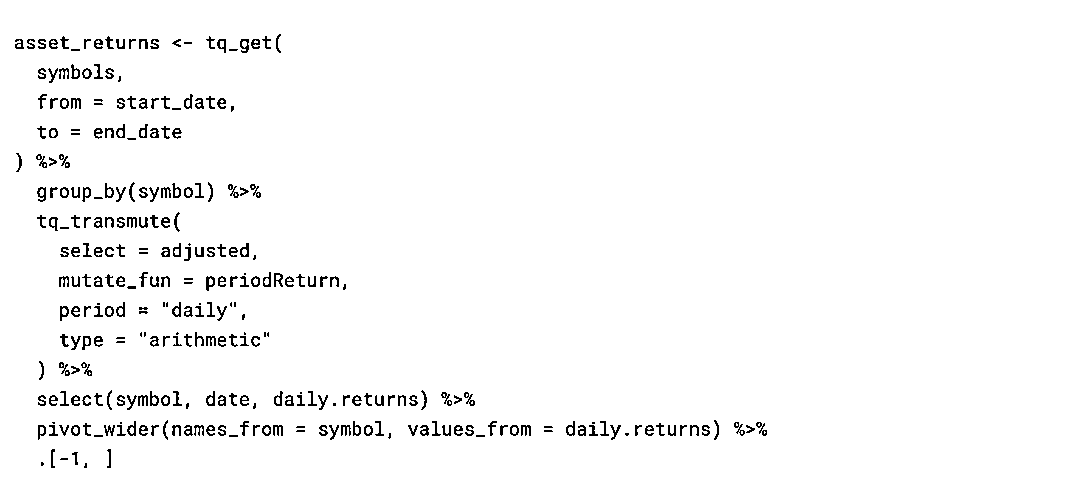 asset_returns <- tq_get(
  symbols,
  from = start_date,
  to = end_date
) %>%
  group_by(symbol) %>%
  tq_transmute(
    select = adjusted,
    mutate_fun = periodReturn,
    period = "daily",
    type = "arithmetic"
  ) %>%
  select(symbol, date, daily.returns) %>%
  pivot_wider(names_from = symbol, values_from = daily.returns) %>%
  .[-1, ]